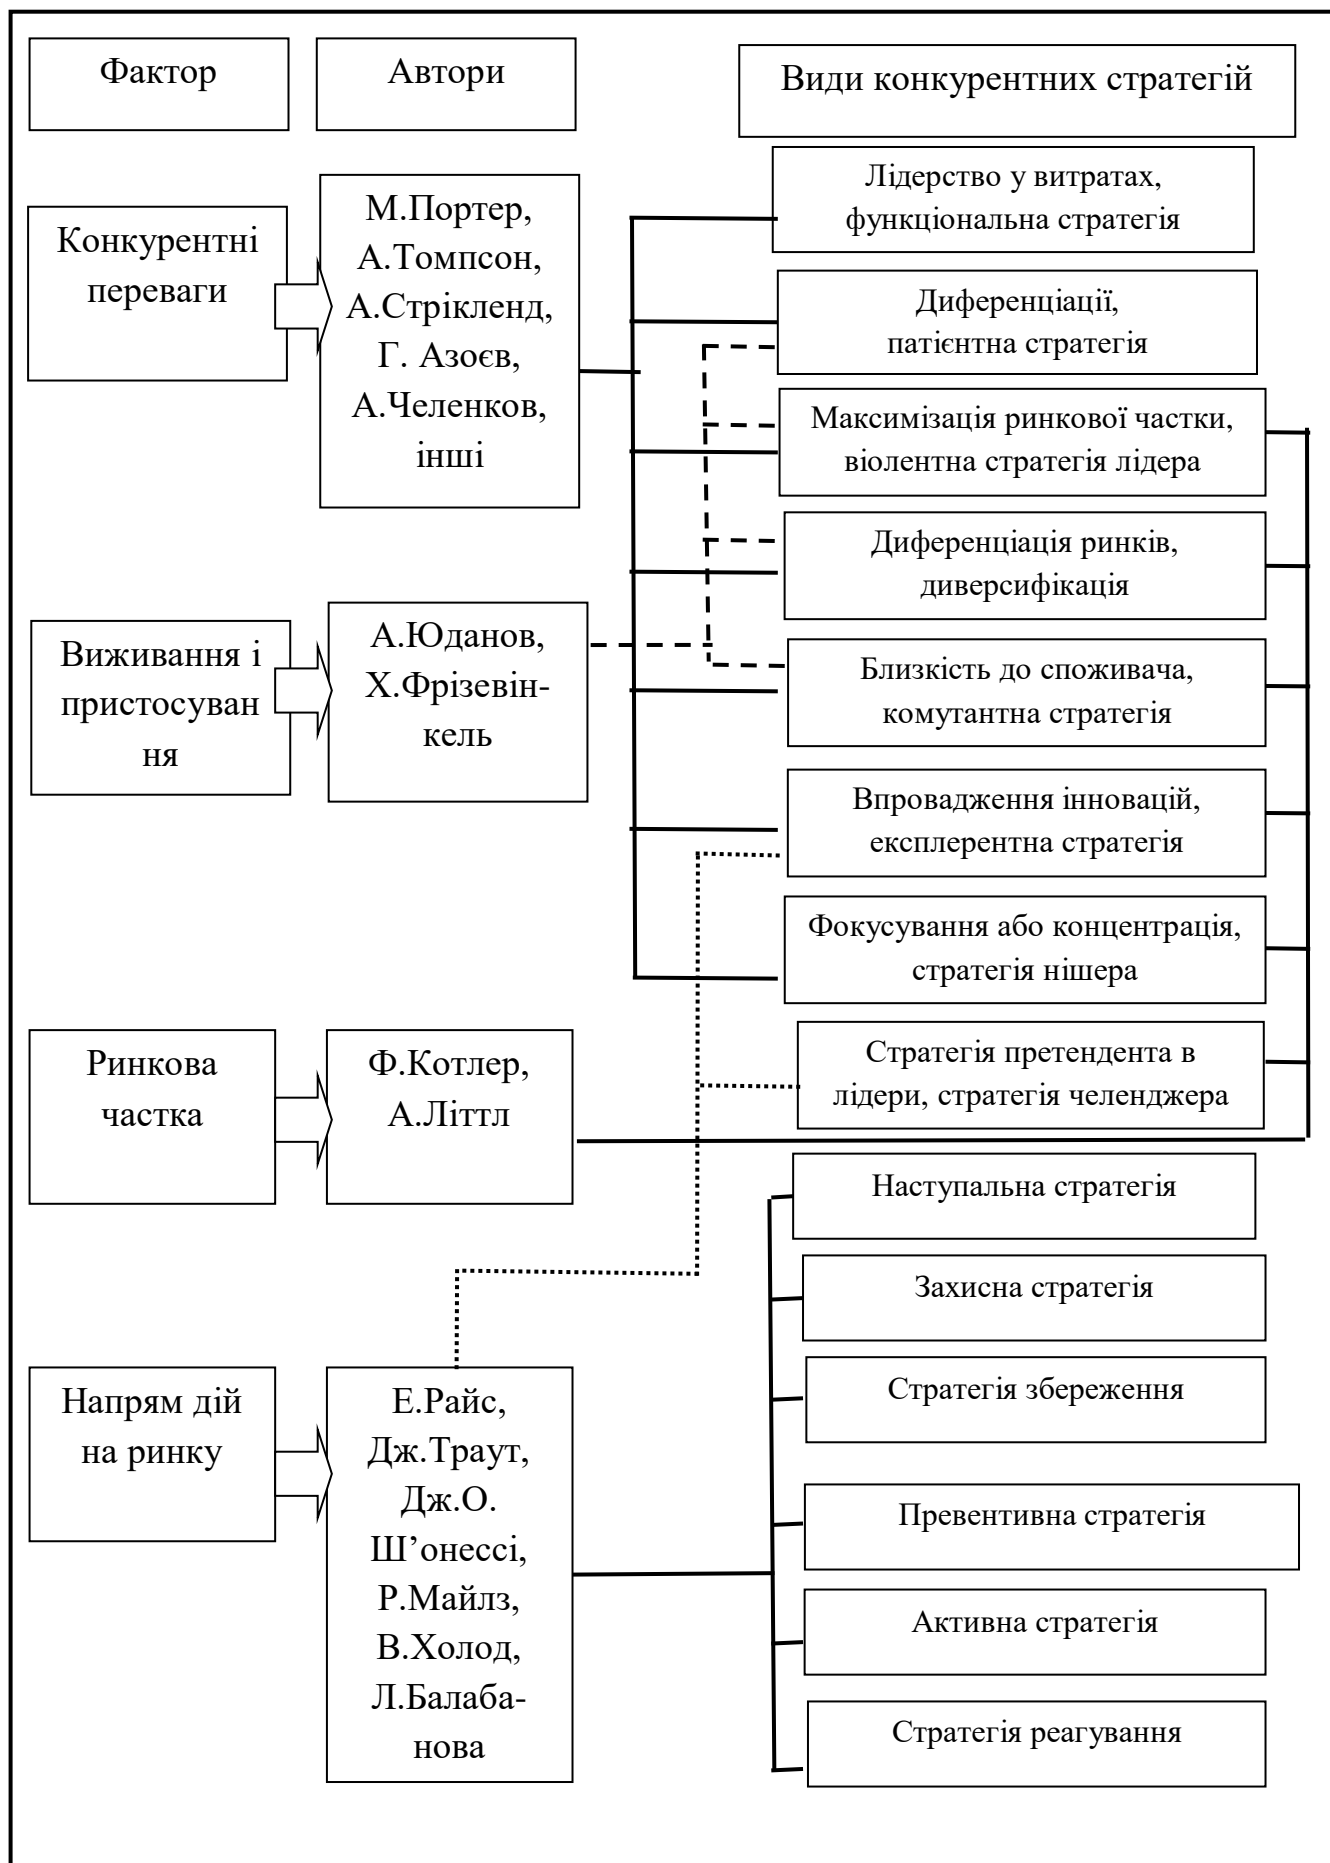 Фактор
Автори
Види конкурентних стратегій
Конкурентні
переваги
М.Портер,
А.Томпсон,
А.Стрікленд,
Г. Азоєв,
А.Челенков,
інші
Лідерство у витратах,
функціональна стратегія
Диференціації,
патієнтна стратегія
Максимізація ринкової частки,
віолентна стратегія лідера
Диференціація ринків,
диверсифікація
Виживання і
пристосуван
ня
А.Юданов,
Х.Фрізевін-
кель
Близкість до споживача,
комутантна стратегія
Впровадження інновацій,
експлерентна стратегія
Фокусування або концентрація,
стратегія нішера
Ринкова
частка
Ф.Котлер,
А.Літтл
Стратегія претендента в
лідери, стратегія челенджера
Наступальна стратегія
Захисна стратегія
Напрям дій
на ринку
Е.Райс,
Дж.Траут,
Дж.О.
Ш’онессі,
Р.Майлз,
В.Холод,
Л.Балаба-
нова
Стратегія збереження
Превентивна стратегія
Активна стратегія
Стратегія реагування